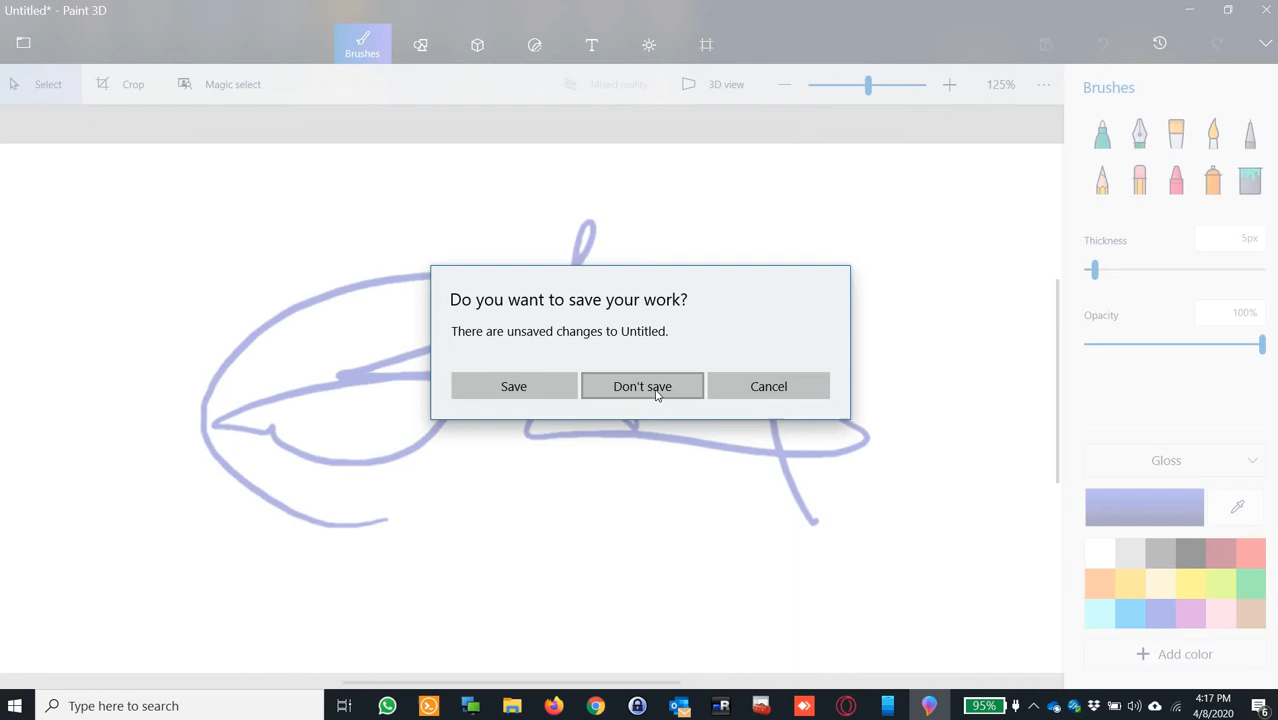 Untitled* - Paint 3D
Brushes
Select
Crop
Magic select
Mixed reality
3D view
125%
Brushes
Thickness
5px
Opacity
100%
Do you want to save your work?
There are unsaved changes to Untitled.
Save
Don't save
Cancel
Gloss
Add color
Type here to search
95%
4:17 PM
4/8/2020
6